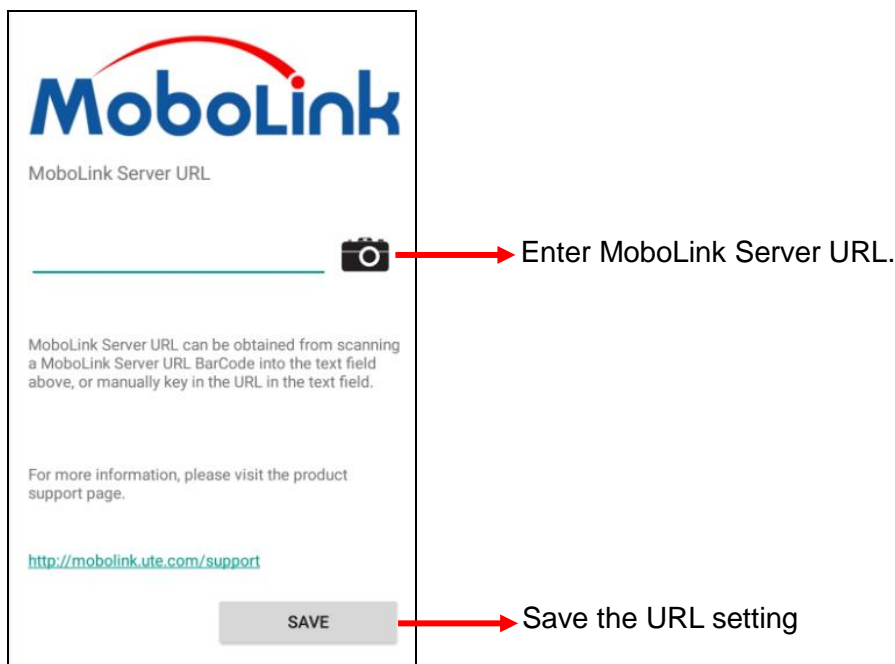 MoboLink
MoboLink Server URL
Enter MoboLink Server URL.
MoboLink Server URL can be obtained from scanning
a MoboLink Server URL BarCode into the text field
above, or manually key in the URL in the text field.
For more information, please visit the product
support page.
http://mobolink.ute.com/support
SAVE
Save the URL setting